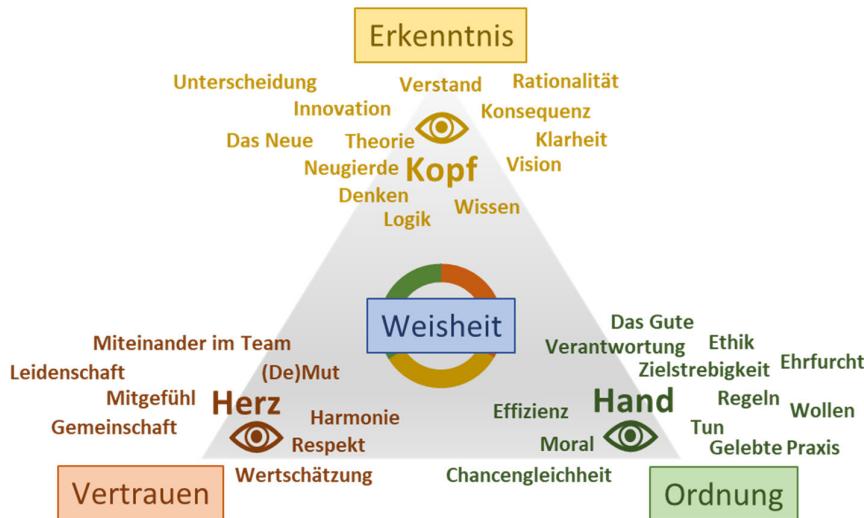 Erkenntnis
Unterscheidung
Verstand
Rationalität
Innovation
Konsequenz
Das Neue
Theorie
Klarheit
Neugierde
Kopf
Vision
Denken
Wissen
Logik
Weisheit
Miteinander im Team
Leidenschaft
(De)Mut
Mitgefühl
Herz
Harmonie
Gemeinschaft
Respekt
Wertschätzung
Vertrauen
Das Gute
Verantwortung
Ethik
Zielstrebigkeit
Ehrfurcht
Effizienz
Hand
Regeln
Wollen
Moral
Tun
Gelebte Praxis
Chancengleichheit
Ordnung